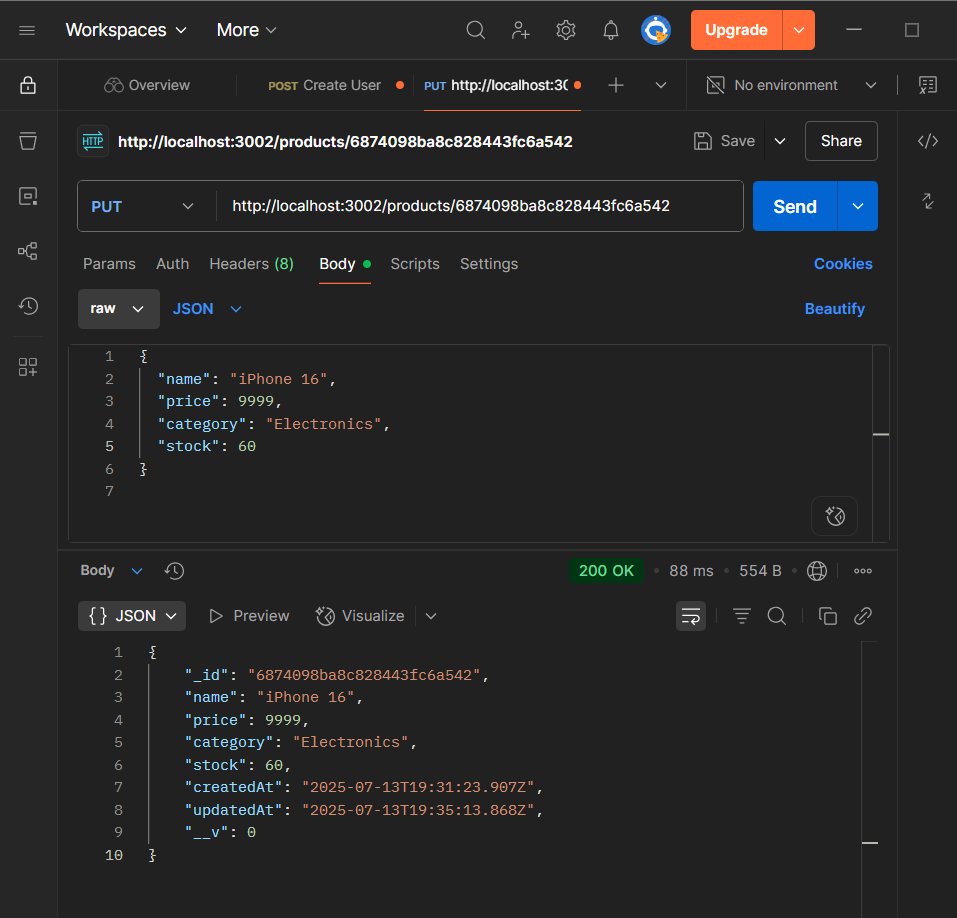 Workspaces More Upgrade
Overview POST Create User PUT http://localhost:30 No environment
HTTP http://localhost:3002/products/6874098ba8c828443fc6a542 Save Share
PUT http://localhost:3002/products/6874098ba8c828443fc6a542 Send
Params Auth Headers (8) Body Scripts Settings Cookies
raw JSON Beautify
1 {
2 "name": "iPhone 16",
3 "price": 9999,
4 "category": "Electronics",
5 "stock": 60
6 }
7
Body 200 OK • 88 ms • 554 B •
{} JSON Preview Visualize
1 {
2 "_id": "6874098ba8c828443fc6a542",
3 "name": "iPhone 16",
4 "price": 9999,
5 "category": "Electronics",
6 "stock": 60,
7 "createdAt": "2025-07-13T19:31:23.907Z",
8 "updatedAt": "2025-07-13T19:35:13.868Z",
9 "__v": 0
10 }